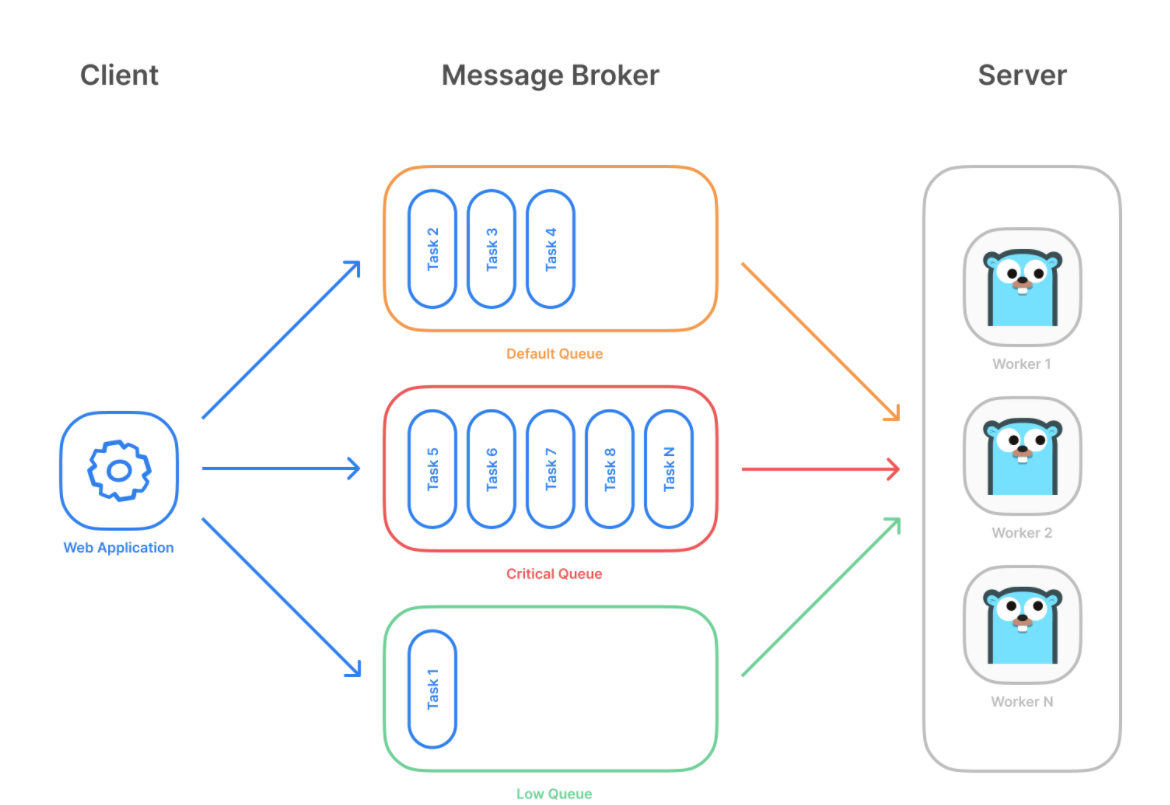 Client
Message Broker
Server
Task 2
Task 3
Task 4
Default Queue
Worker 1
Task 5
Task 6
Task 7
Task 8
Task N
Web Application
Critical Queue
Worker 2
Task 1
Worker N
Low Queue